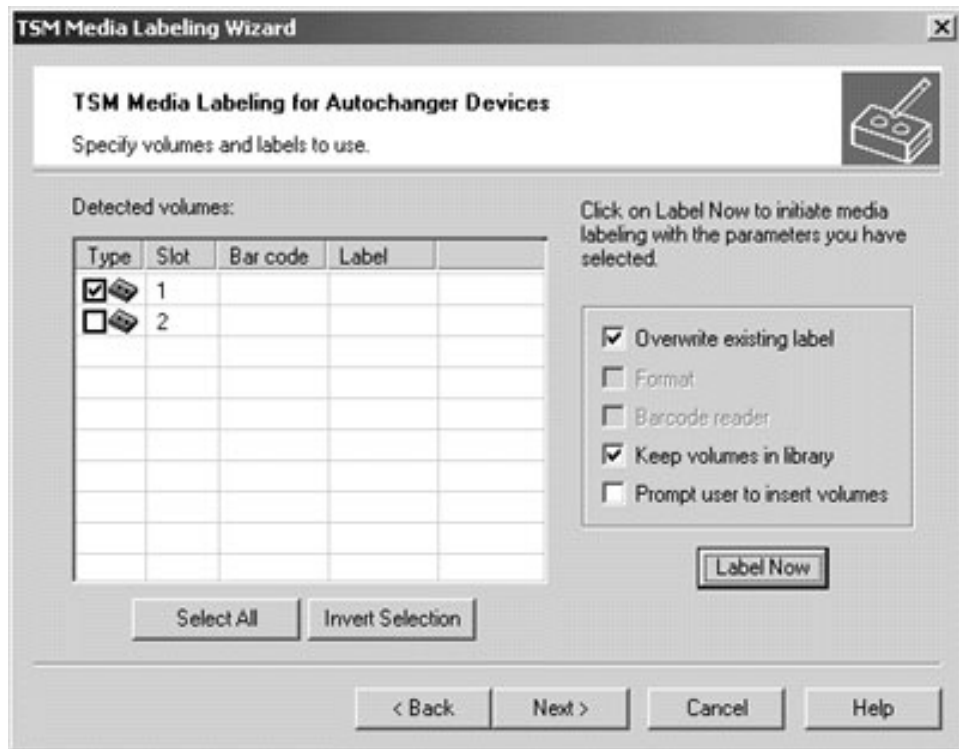 TSM Media Labeling Wizard
TSM Media Labeling for Autochanger Devices
Specify volumes and labels to use.
Detected volumes:
Type Slot Bar code Label
1
2
Select All Invert Selection
Click on Label Now to initiate media
labeling with the parameters you have
selected.
Overwrite existing label
Format
Barcode reader
Keep volumes in library
Prompt user to insert volumes
Label Now
< Back Next > Cancel Help